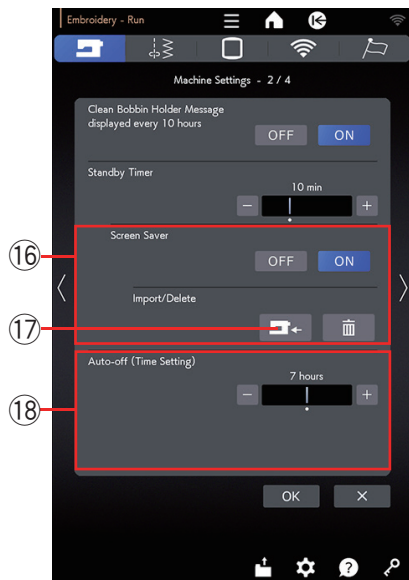 Embroidery - Run
Machine Settings - 2 / 4
Clean Bobbin Holder Message
displayed every 10 hours
OFF ON
Standby Timer
10 min
− +
⑯
Screen Saver
OFF ON
Import/Delete
⑰
⑱
Auto-off (Time Setting)
7 hours
− +
OK ×
?